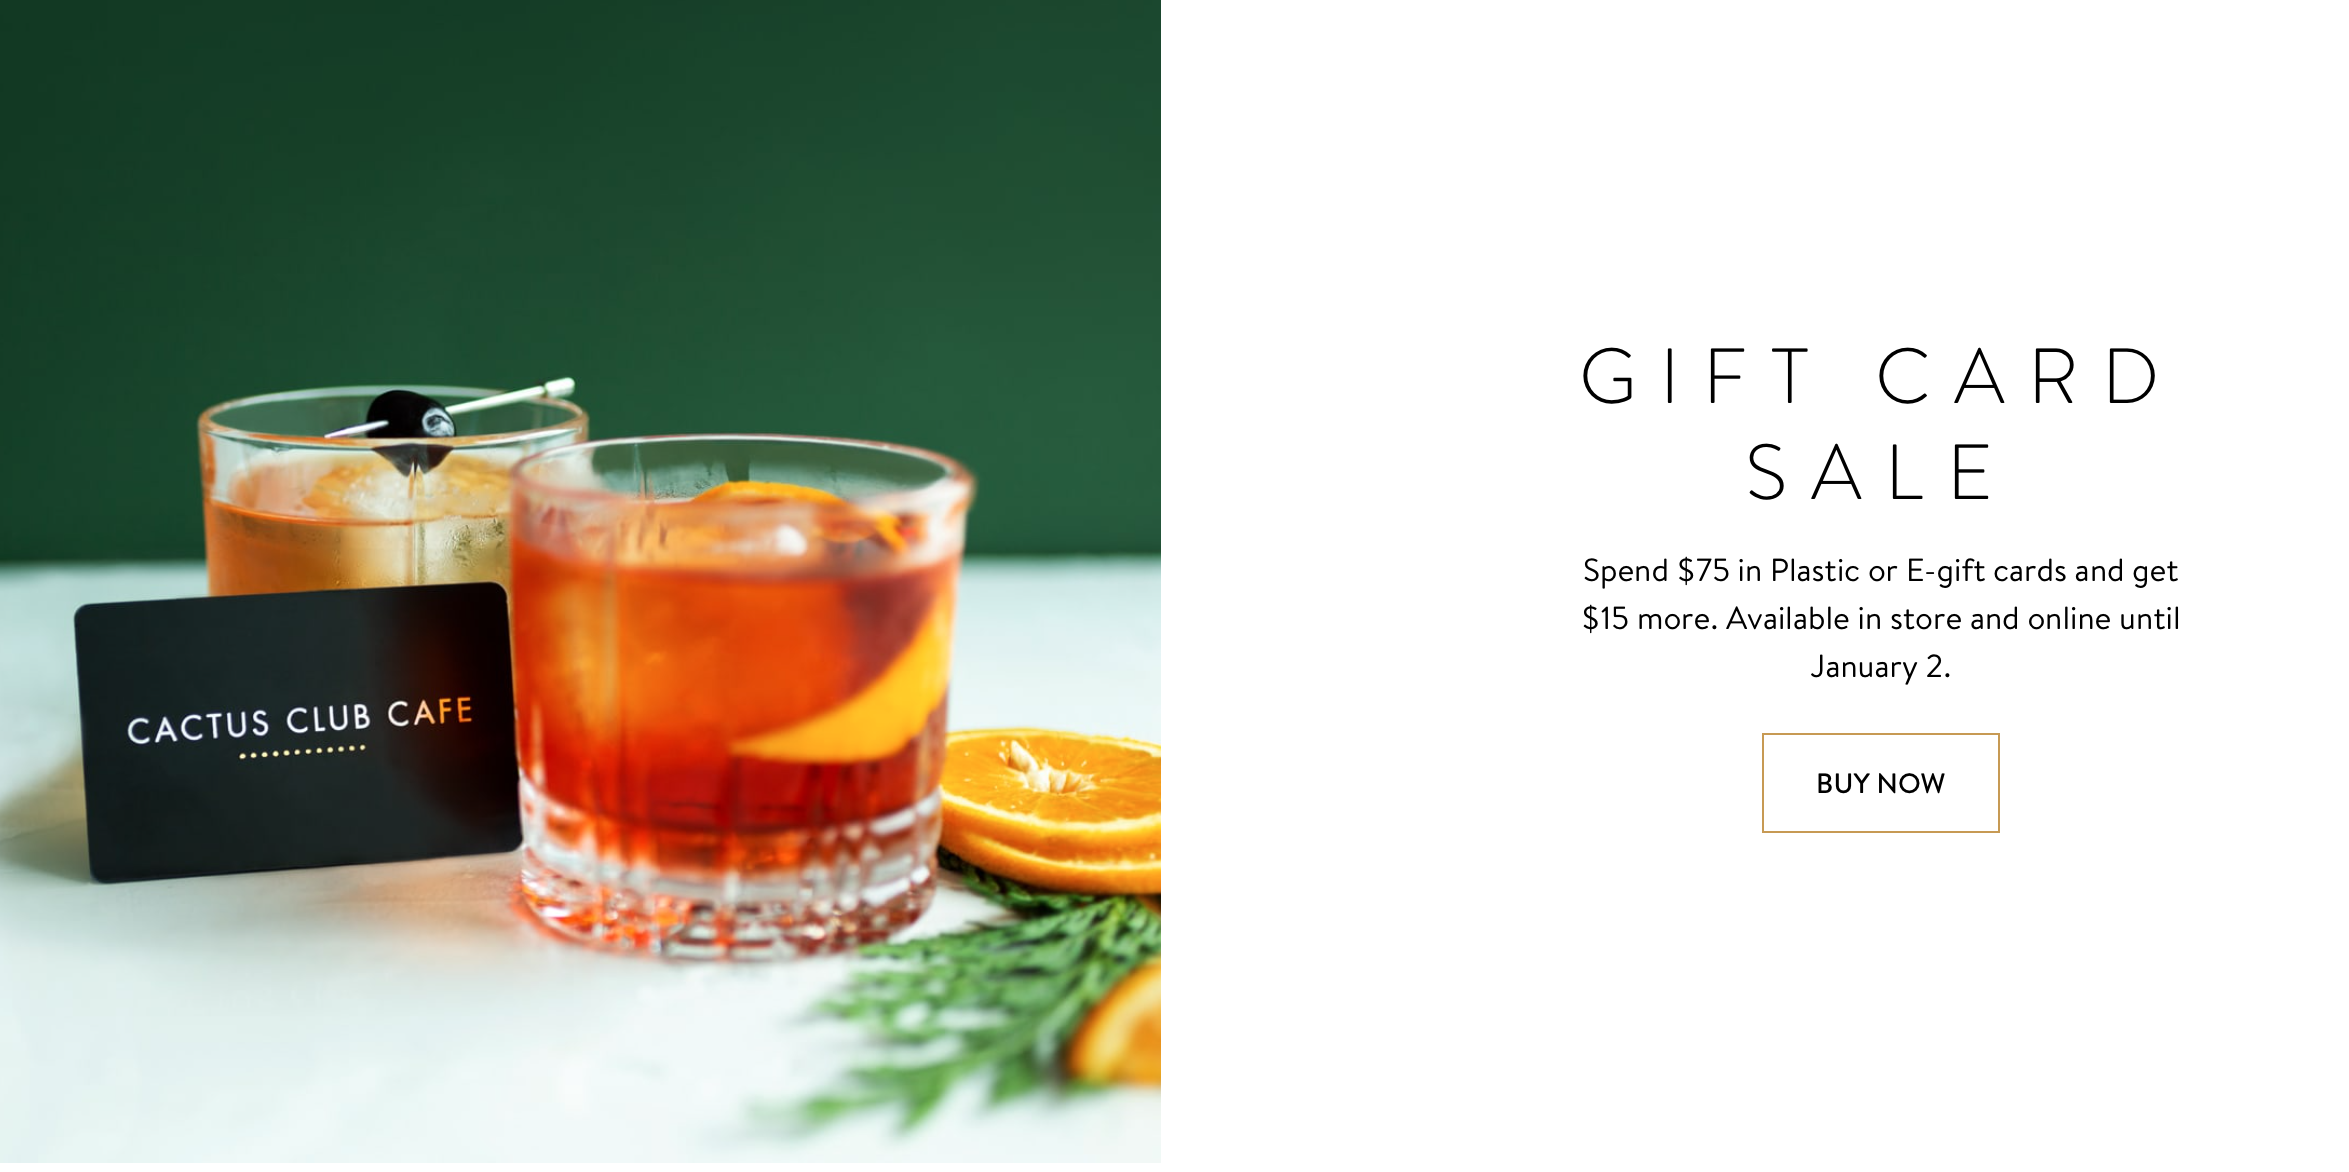 CACTUS CLUB CAFE
GIFT CARD
SALE
Spend $75 in Plastic or E-gift cards and get
$15 more. Available in store and online until
January 2.
BUY NOW